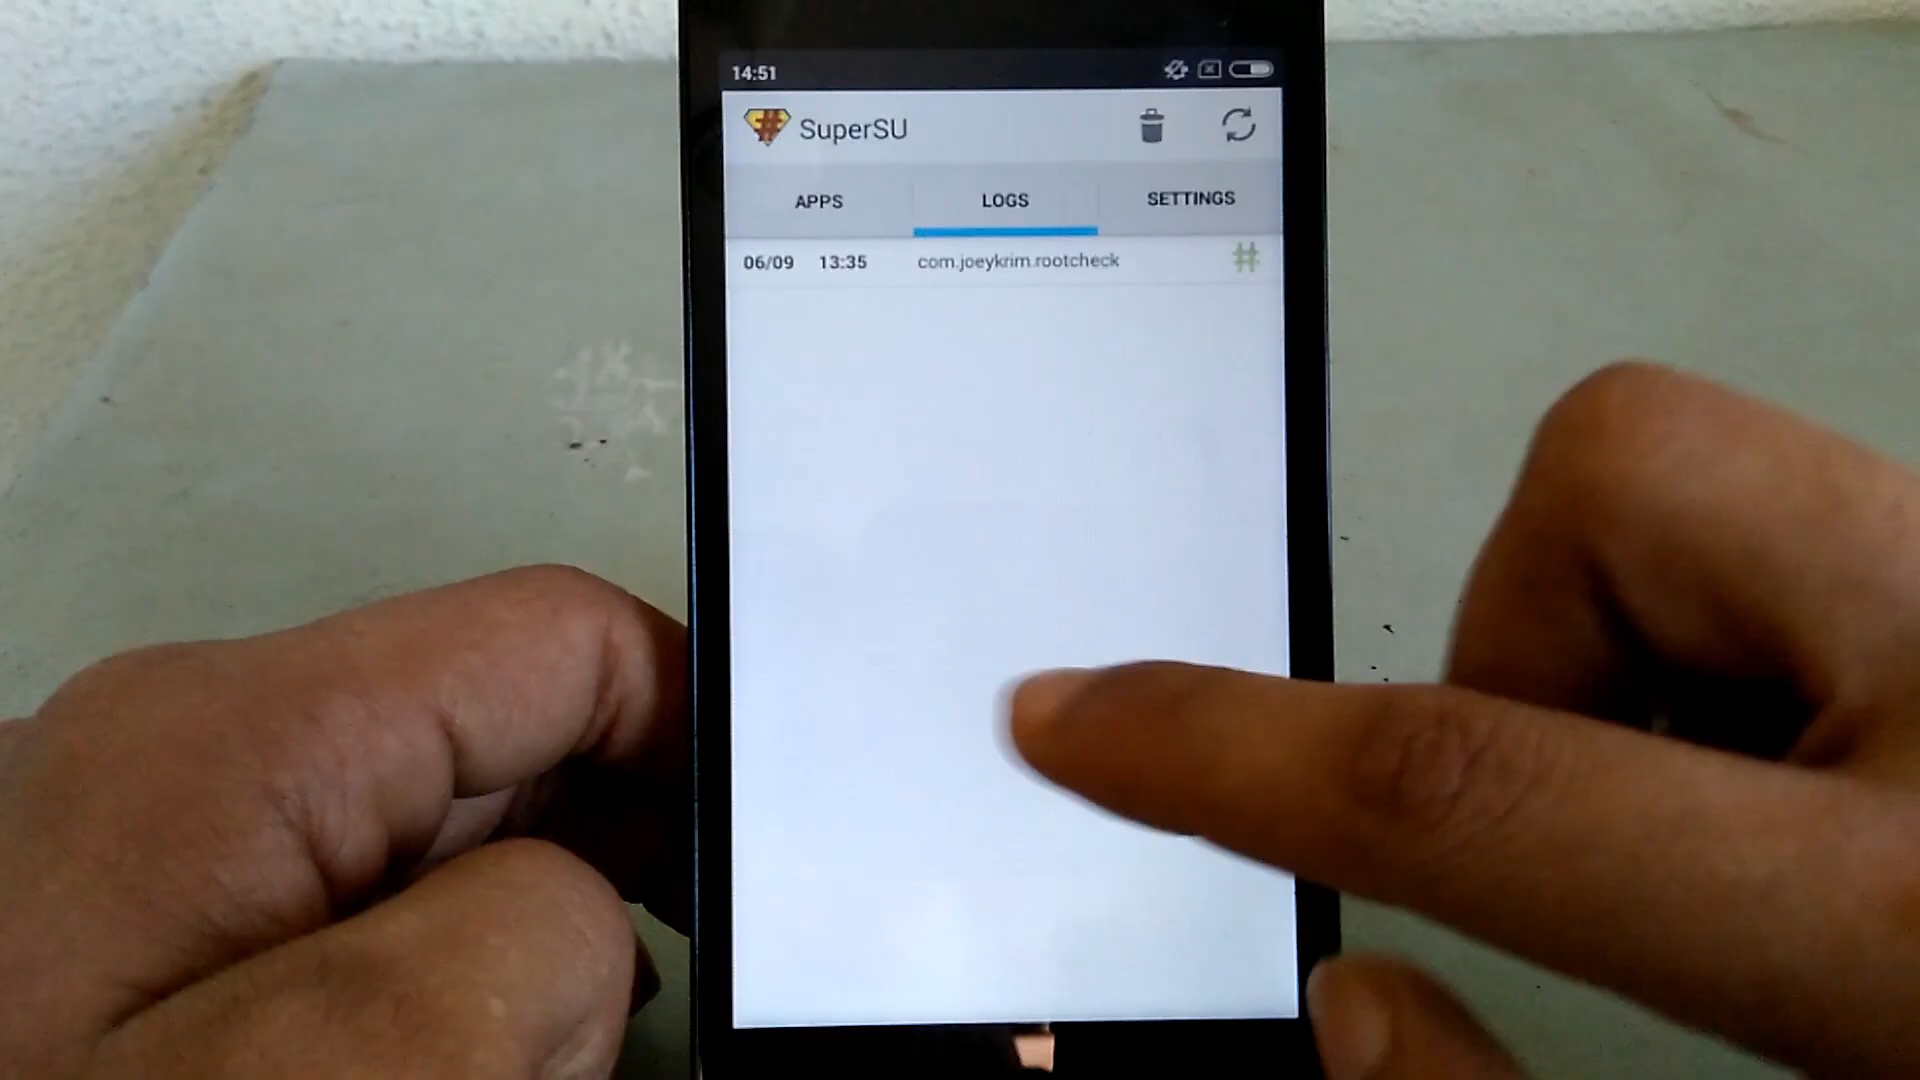 14:51
SuperSU
APPS LOGS SETTINGS
06/09 13:35 com.joeykrim.rootcheck #